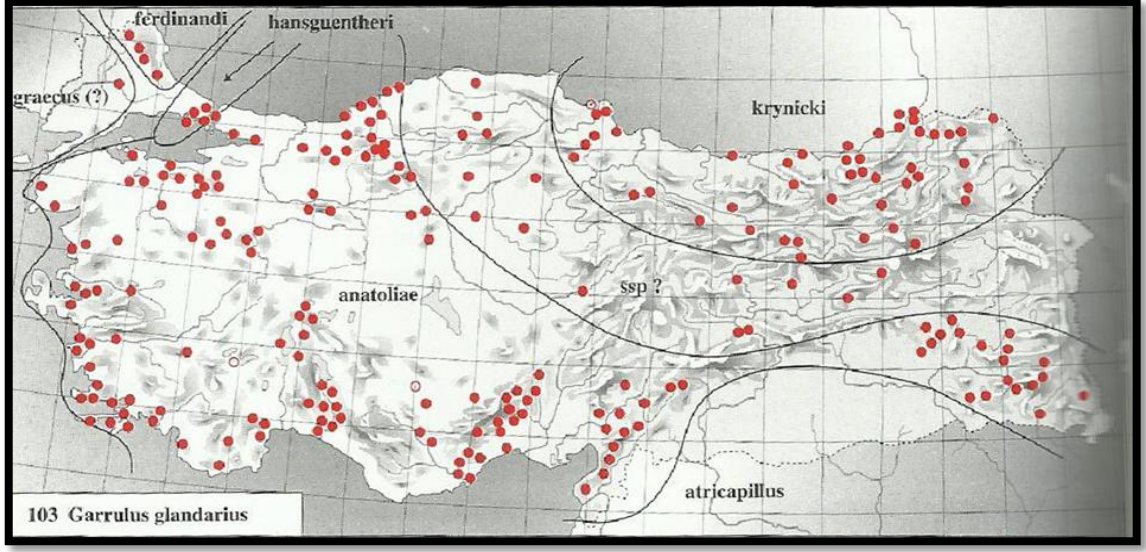 ferdinandi
hansguentheri
graecus (?)
krynicki
anatoliae
ssp ?
atricapillus
103 Garrulus glandarius